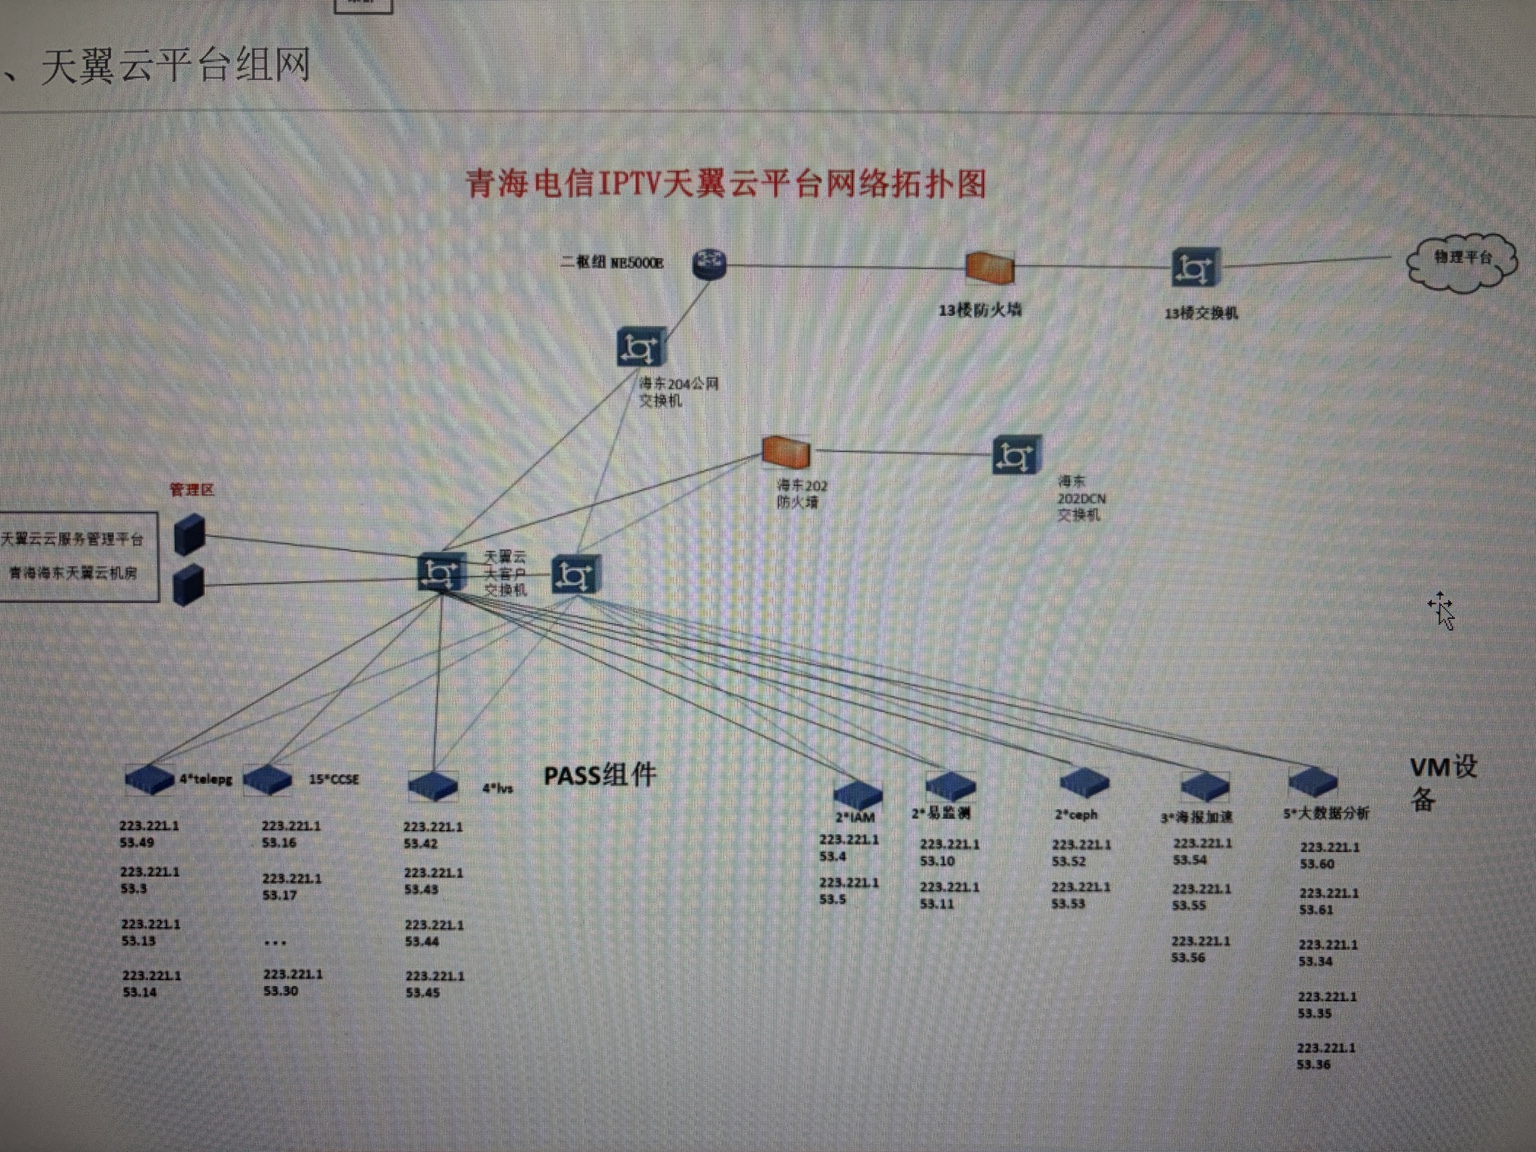 、天翼云平台组网
青海电信IPTV天翼云平台网络拓扑图
二枢纽 NE5000E
13楼防火墙
13楼交换机
物理平台
海东204公网
交换机
海东202
防火墙
海东
202DCN
交换机
管理区
天翼云云服务管理平台
青海海东天翼云机房
天翼云
大客户
交换机
4*telepg
15*CCSE
4*lvs
PASS组件
2*IAM
2*易监测
2*ceph
3*海报加速
5*大数据分析
VM设
备
223.221.1
53.49
223.221.1
53.3
223.221.1
53.13
223.221.1
53.14
223.221.1
53.16
223.221.1
53.17
...
223.221.1
53.30
223.221.1
53.42
223.221.1
53.43
223.221.1
53.44
223.221.1
53.45
223.221.1
53.4
223.221.1
53.5
223.221.1
53.10
223.221.1
53.11
223.221.1
53.52
223.221.1
53.53
223.221.1
53.54
223.221.1
53.55
223.221.1
53.56
223.221.1
53.60
223.221.1
53.61
223.221.1
53.34
223.221.1
53.35
223.221.1
53.36